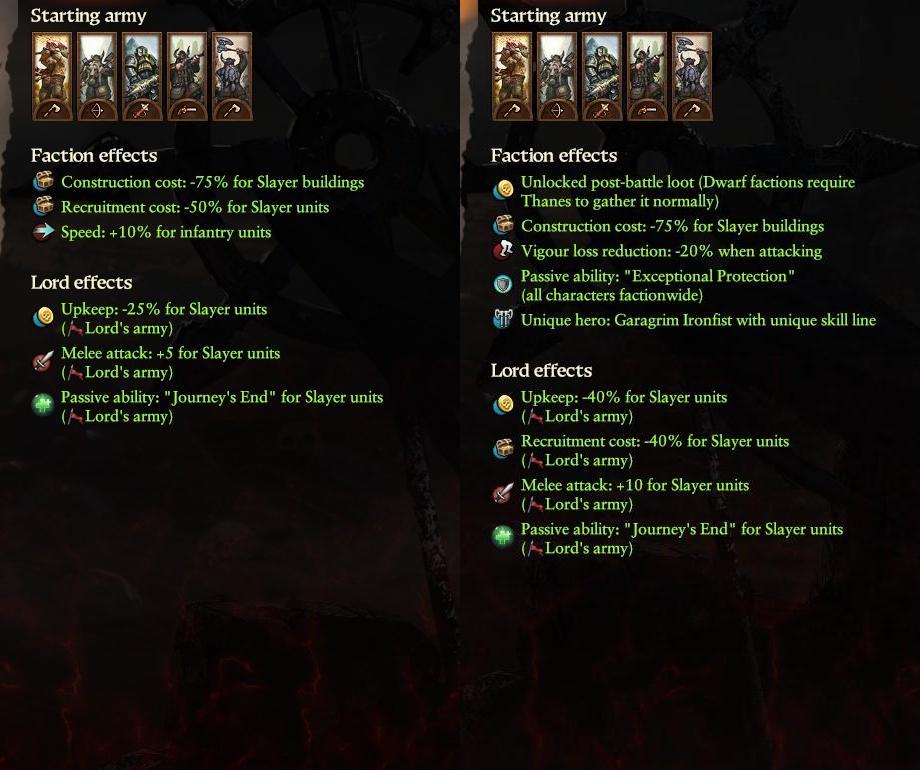 Starting army
Faction effects
Construction cost: -75% for Slayer buildings
Recruitment cost: -50% for Slayer units
Speed: +10% for infantry units
Lord effects
Upkeep: -25% for Slayer units
(Lord's army)
Melee attack: +5 for Slayer units
(Lord's army)
Passive ability: "Journey's End" for Slayer units
(Lord's army)
Starting army
Faction effects
Unlocked post-battle loot (Dwarf factions require
Thanes to gather it normally)
Construction cost: -75% for Slayer buildings
Vigour loss reduction: -20% when attacking
Passive ability: "Exceptional Protection"
(all characters factionwide)
Unique hero: Garagrim Ironfist with unique skill line
Lord effects
Upkeep: -40% for Slayer units
(Lord's army)
Recruitment cost: -40% for Slayer units
(Lord's army)
Melee attack: +10 for Slayer units
(Lord's army)
Passive ability: "Journey's End" for Slayer units
(Lord's army)